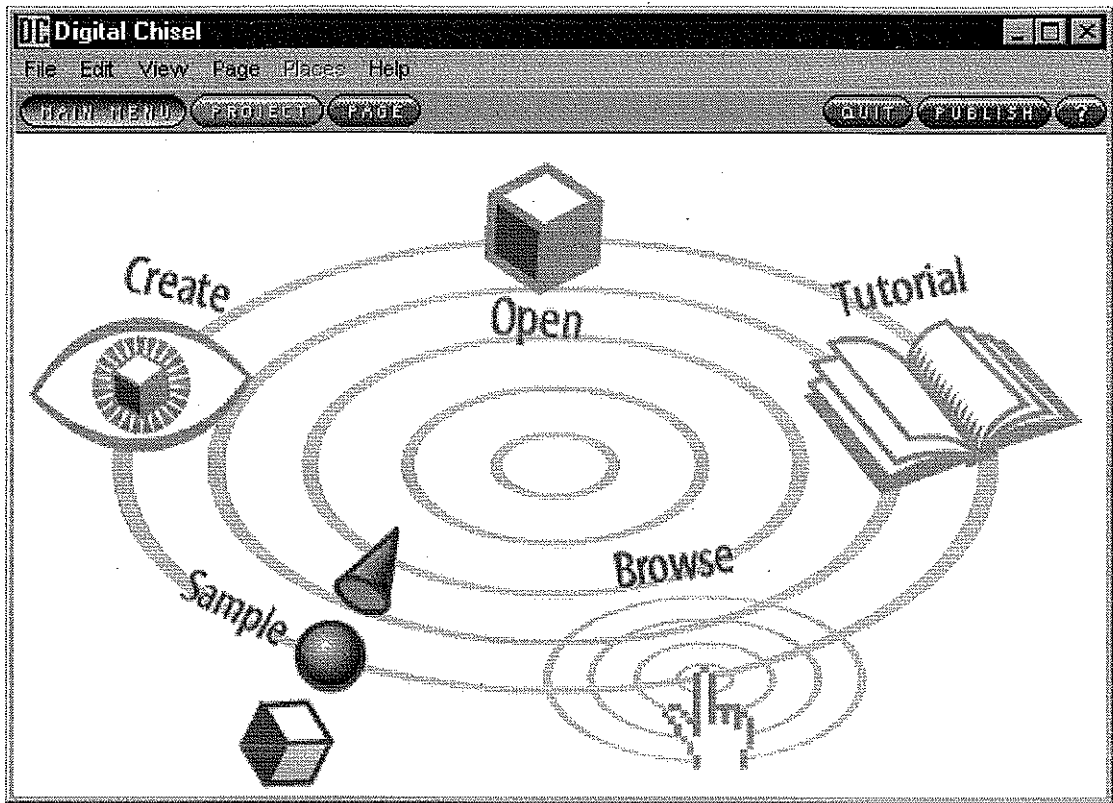 DC Digital Chisel
File Edit View Page Places Help
MAIN MENU PROJECT PAGE QUIT PUBLISH ?
Create
Open
Tutorial
Sample
Browse